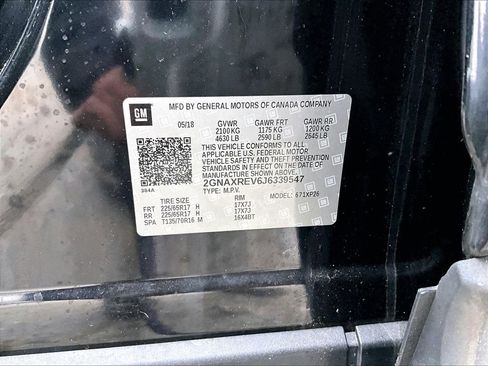 GM
MFD BY GENERAL MOTORS OF CANADA COMPANY
05/18 GVWR GAWR FRT GAWR RR
2100 KG 1175 KG 1200 KG
4630 LB 2590 LB 2645 LB
THIS VEHICLE CONFORMS TO ALL
APPLICABLE U.S. FEDERAL MOTOR
VEHICLE SAFETY, BUMPER, AND THEFT
PREVENTION STANDARDS IN EFFECT ON THE DATE OF
MANUFACTURE SHOWN ABOVE.
2GNAXREV6J6339547
TYPE: M.P.V. MODEL: 671XP26
384A
TIRE SIZE RIM
FRT 225/65R17 H 17X7J
RR 225/65R17 H 17X7J
SPA T135/70R16 M 16X4BT